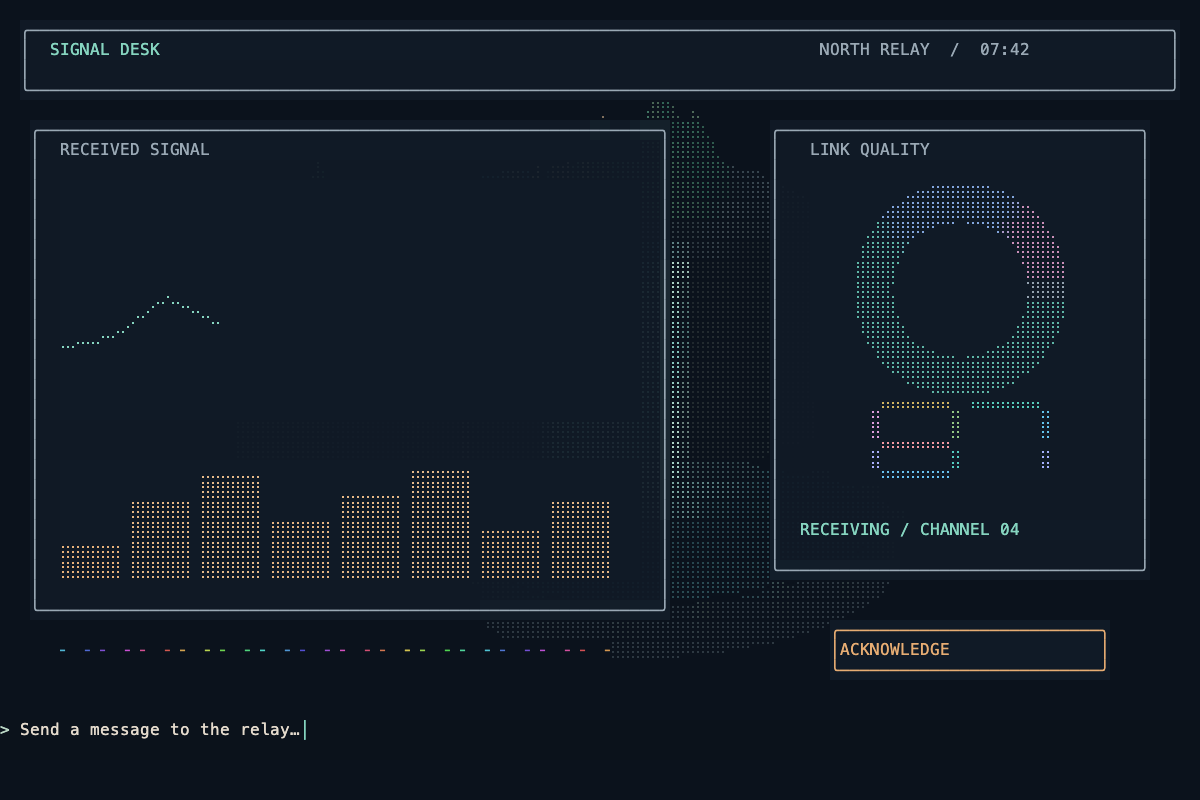 SIGNAL DESK
NORTH RELAY / 07:42
RECEIVED SIGNAL
LINK QUALITY
87
RECEIVING / CHANNEL 04
ACKNOWLEDGE
> Send a message to the relay…